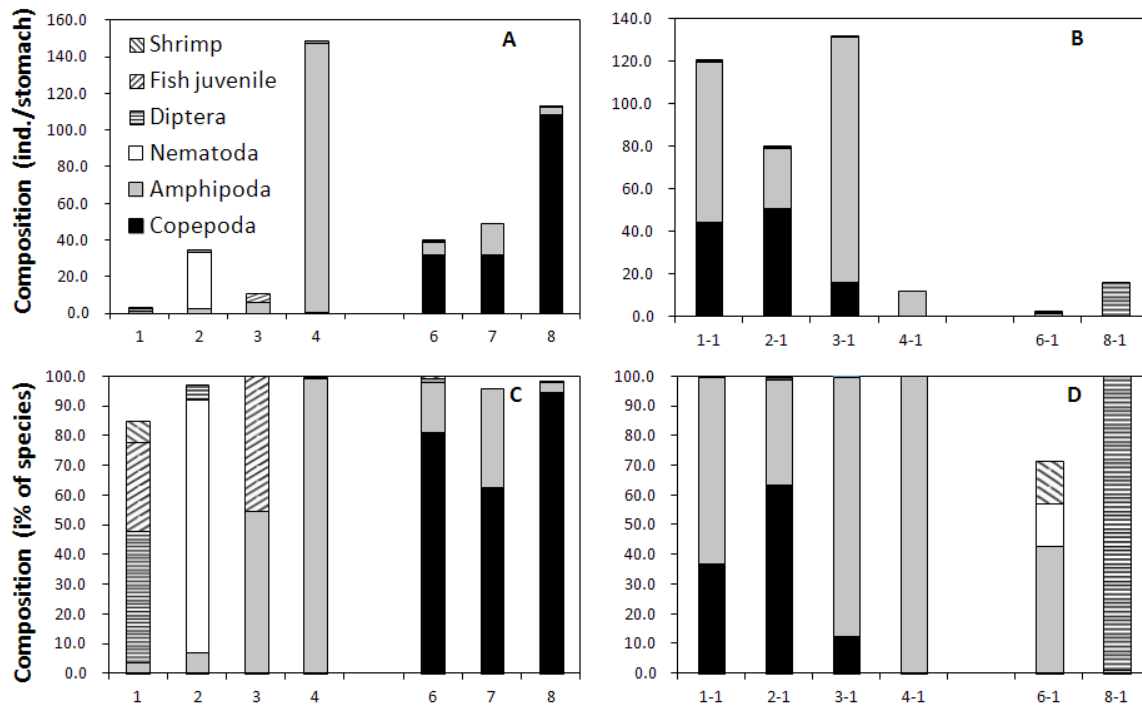 Composition (ind./stomach)
160.0
140.0
120.0
100.0
80.0
60.0
40.0
20.0
0.0
A
Shrimp
Fish juvenile
Diptera
Nematoda
Amphipoda
Copepoda
1 2 3 4 6 7 8
140.0
120.0
100.0
80.0
60.0
40.0
20.0
0.0
B
1-1 2-1 3-1 4-1 6-1 8-1
Composition (i% of species)
100.0
90.0
80.0
70.0
60.0
50.0
40.0
30.0
20.0
10.0
0.0
C
1 2 3 4 6 7 8
100.0
90.0
80.0
70.0
60.0
50.0
40.0
30.0
20.0
10.0
0.0
D
1-1 2-1 3-1 4-1 6-1 8-1